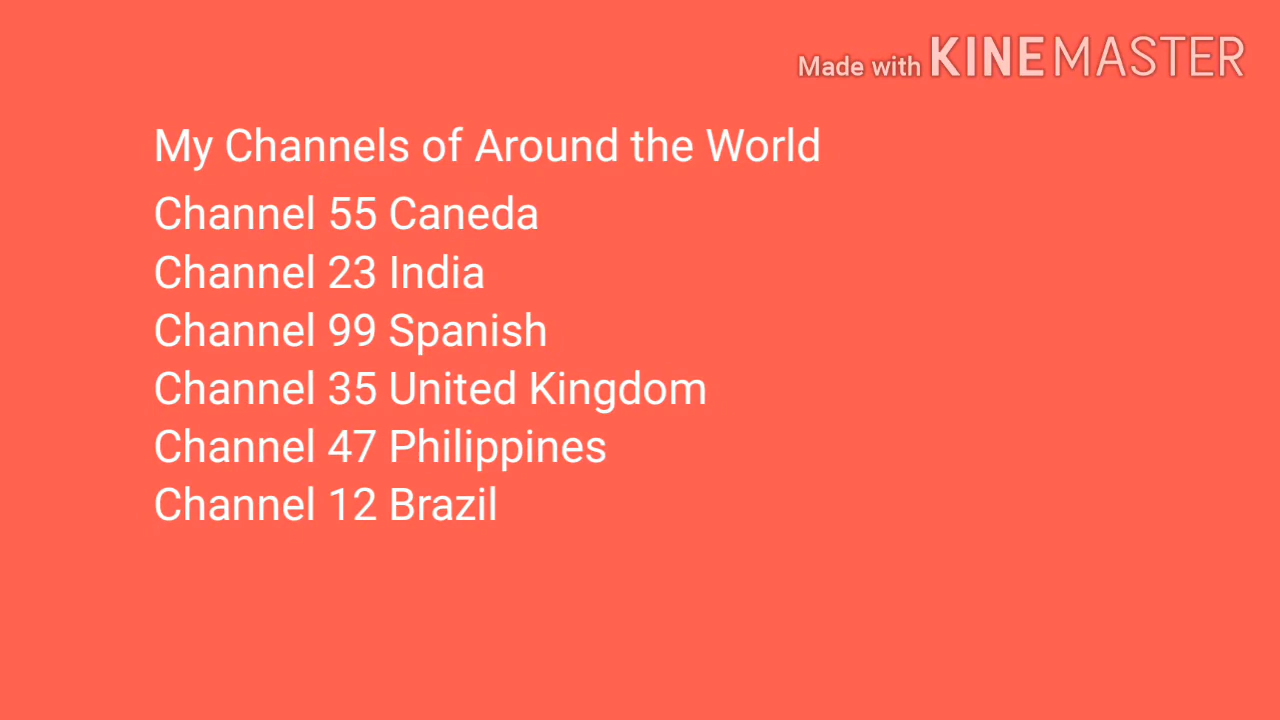 Made with KINEMASTER
My Channels of Around the World
Channel 55 Caneda
Channel 23 India
Channel 99 Spanish
Channel 35 United Kingdom
Channel 47 Philippines
Channel 12 Brazil